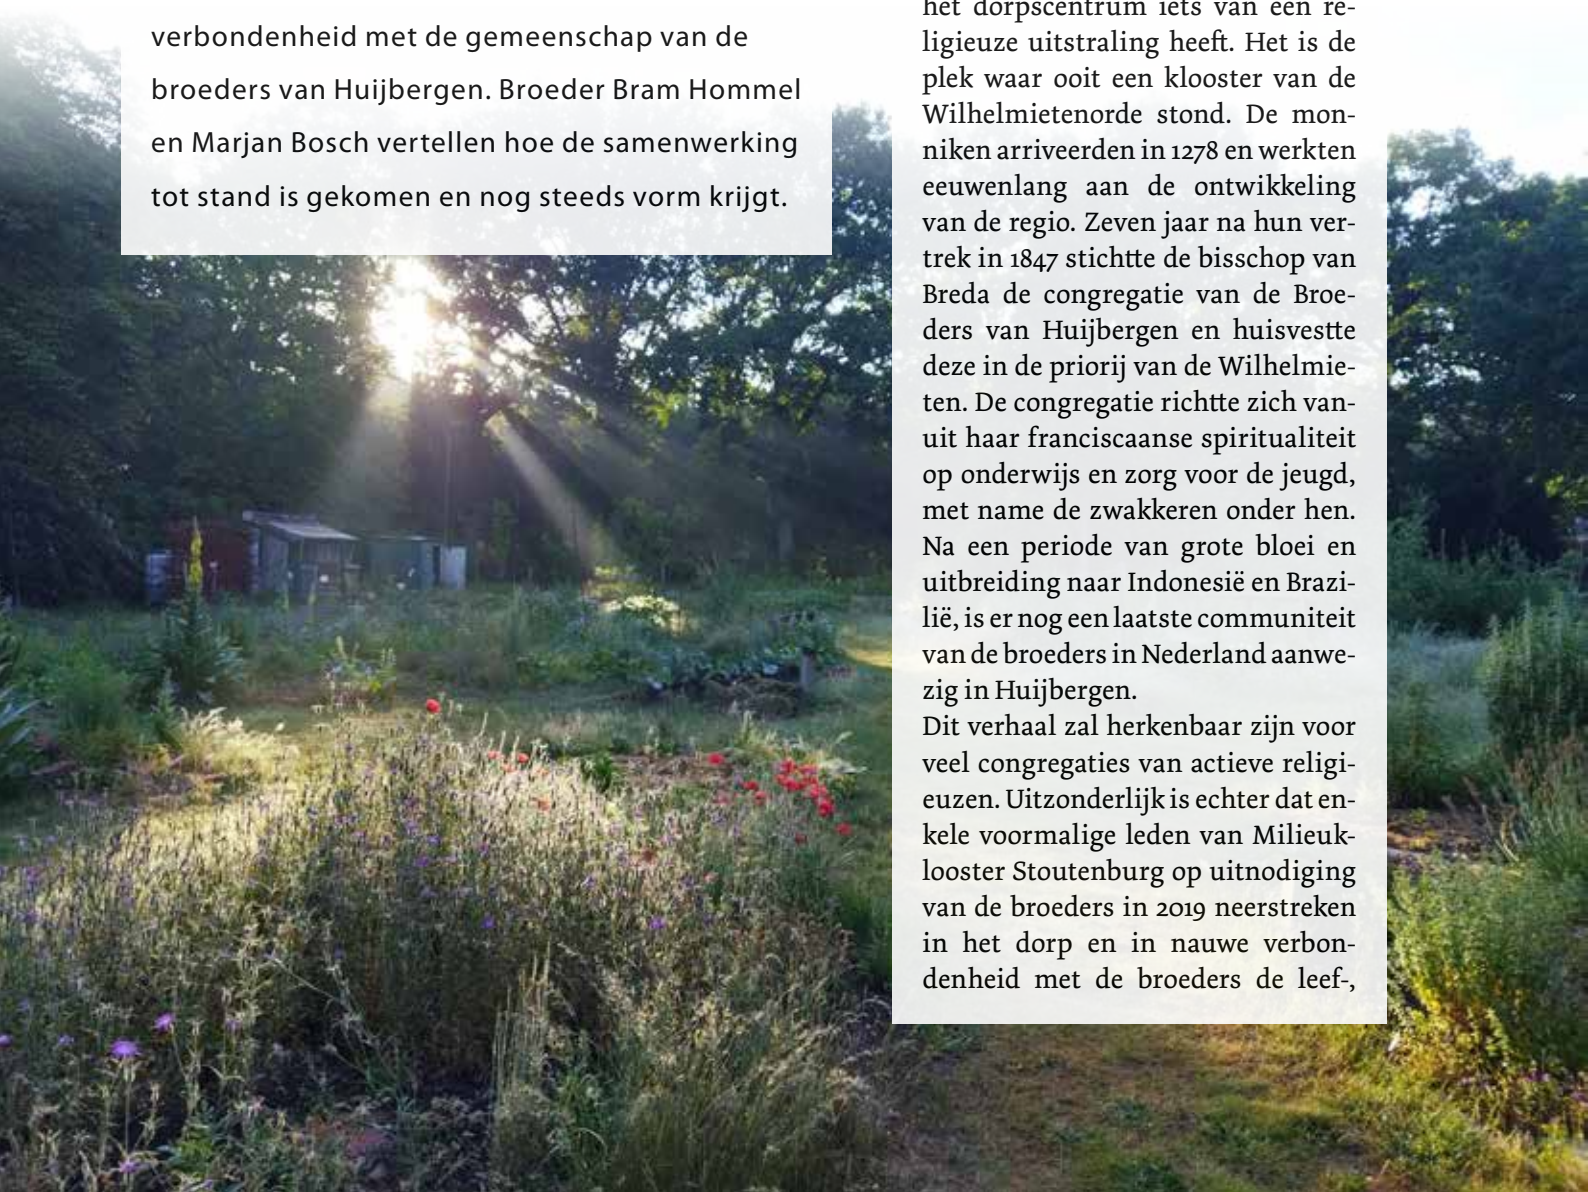 verbondenheid met de gemeenschap van de
broeders van Huijbergen. Broeder Bram Hommel
en Marjan Bosch vertellen hoe de samenwerking
tot stand is gekomen en nog steeds vorm krijgt.
het dorpscentrum iets van een re-
ligieuze uitstraling heeft. Het is de
plek waar ooit een klooster van de
Wilhelmietenorde stond. De mon-
niken arriveerden in 1278 en werkten
eeuwenlang aan de ontwikkeling
van de regio. Zeven jaar na hun ver-
trek in 1847 stichtte de bisschop van
Breda de congregatie van de Broe-
ders van Huijbergen en huisvestte
deze in de priorij van de Wilhelmie-
ten. De congregatie richtte zich van-
uit haar franciscaanse spiritualiteit
op onderwijs en zorg voor de jeugd,
met name de zwakkeren onder hen.
Na een periode van grote bloei en
uitbreiding naar Indonesië en Brazi-
lië, is er nog een laatste communiteit
van de broeders in Nederland aanwe-
zig in Huijbergen.
Dit verhaal zal herkenbaar zijn voor
veel congregaties van actieve religi-
euzen. Uitzonderlijk is echter dat en-
kele voormalige leden van Milieuk-
looster Stoutenburg op uitnodiging
van de broeders in 2019 neerstreken
in het dorp en in nauwe verbon-
denheid met de broeders de leef-,